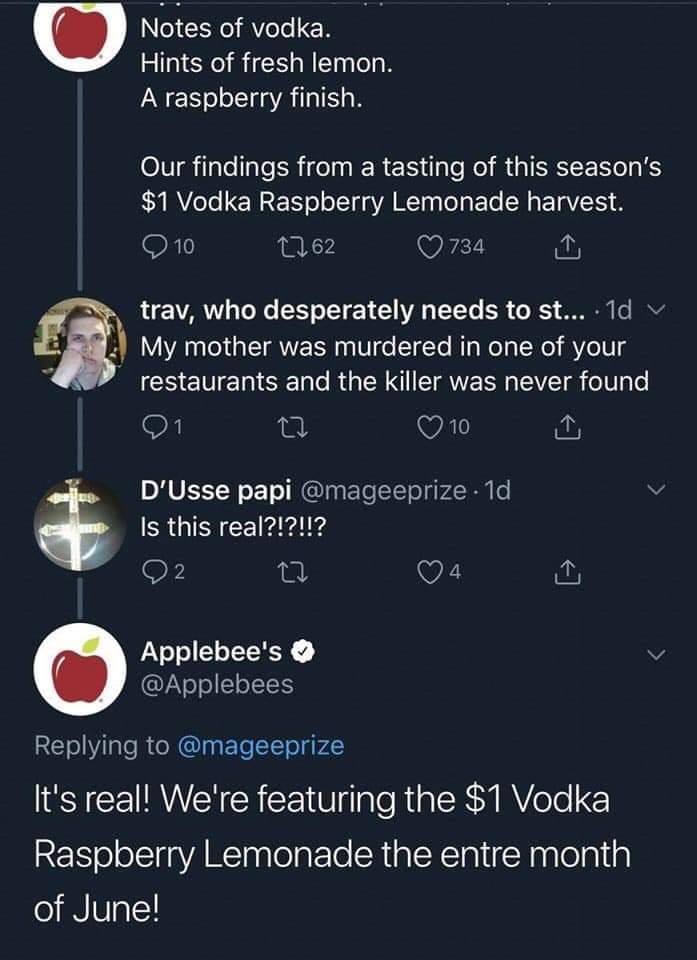 Notes of vodka.
Hints of fresh lemon.
A raspberry finish.
Our findings from a tasting of this season's
$1 Vodka Raspberry Lemonade harvest.
10 62 734
trav, who desperately needs to st... · 1d
My mother was murdered in one of your
restaurants and the killer was never found
1 10
D'Usse papi @mageeprize · 1d
Is this real?!?!!?
2 4
Applebee's
@Applebees
Replying to @mageeprize
It's real! We're featuring the $1 Vodka
Raspberry Lemonade the entre month
of June!